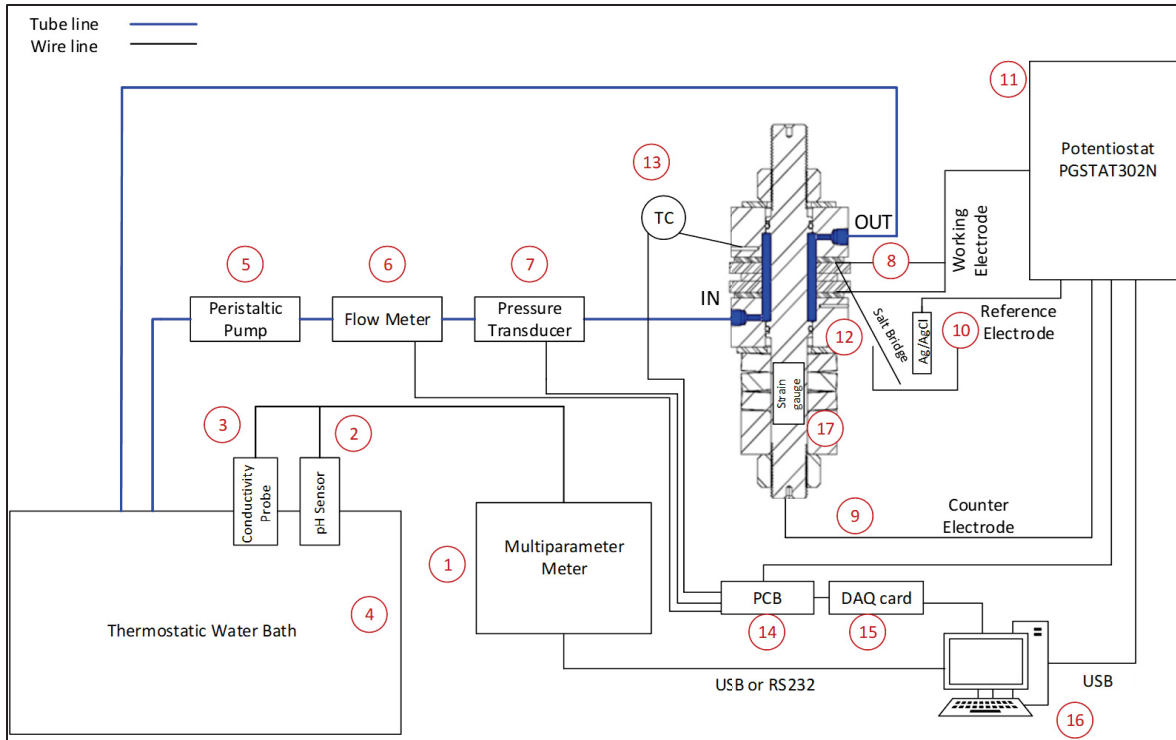 Tube line
Wire line
11
Potentiostat
PGSTAT302N
13
TC
OUT
8
Working
Electrode
5
6
7
IN
Peristaltic
Pump
Flow Meter
Pressure
Transducer
12
Salt Bridge
Ag/AgCl
10
Reference
Electrode
Strain
gauge
17
3
2
Conductivity
Probe
pH Sensor
9
Counter
Electrode
1
Multiparameter
Meter
4
Thermostatic Water Bath
PCB
DAQ card
14
15
USB or RS232
USB
16